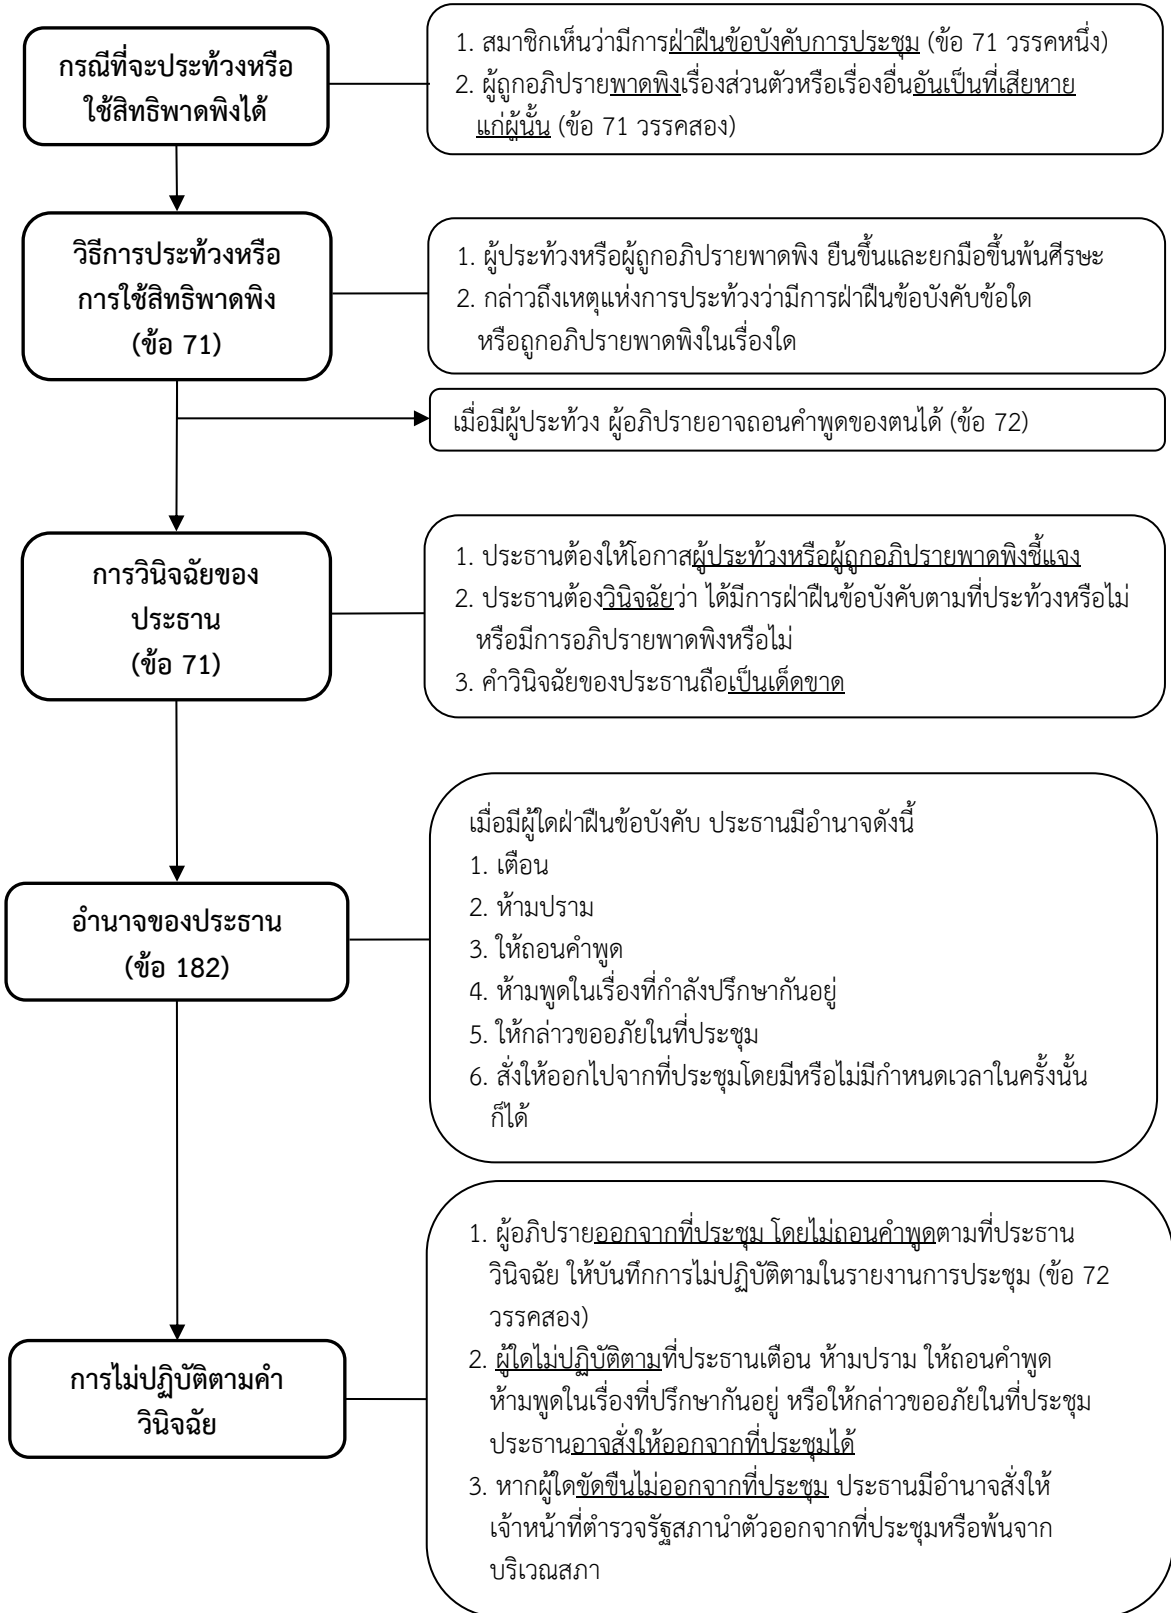 กรณีที่จะประท้วงหรือ
ใช้สิทธิพาดพิงได้
1. สมาชิกเห็นว่ามีการฝ่าฝืนข้อบังคับการประชุม (ข้อ 71 วรรคหนึ่ง)
2. ผู้ถูกอภิปรายพาดพิงเรื่องส่วนตัวหรือเรื่องอื่นอันเป็นที่เสียหาย
แก่ผู้นั้น (ข้อ 71 วรรคสอง)
วิธีการประท้วงหรือ
การใช้สิทธิพาดพิง
(ข้อ 71)
1. ผู้ประท้วงหรือผู้ถูกอภิปรายพาดพิง ยืนขึ้นและยกมือขึ้นพ้นศีรษะ
2. กล่าวถึงเหตุแห่งการประท้วงว่ามีการฝ่าฝืนข้อบังคับข้อใด
หรือถูกอภิปรายพาดพิงในเรื่องใด
เมื่อมีผู้ประท้วง ผู้อภิปรายอาจถอนคำพูดของตนได้ (ข้อ 72)
การวินิจฉัยของ
ประธาน
(ข้อ 71)
1. ประธานต้องให้โอกาสผู้ประท้วงหรือผู้ถูกอภิปรายพาดพิงชี้แจง
2. ประธานต้องวินิจฉัยว่า ได้มีการฝ่าฝืนข้อบังคับตามที่ประท้วงหรือไม่
หรือมีการอภิปรายพาดพิงหรือไม่
3. คำวินิจฉัยของประธานถือเป็นเด็ดขาด
อำนาจของประธาน
(ข้อ 182)
เมื่อมีผู้ใดฝ่าฝืนข้อบังคับ ประธานมีอำนาจดังนี้
1. เตือน
2. ห้ามปราม
3. ให้ถอนคำพูด
4. ห้ามพูดในเรื่องที่กำลังปรึกษากันอยู่
5. ให้กล่าวขออภัยในที่ประชุม
6. สั่งให้ออกไปจากที่ประชุมโดยมีหรือไม่มีกำหนดเวลาในครั้งนั้น
ก็ได้
การไม่ปฏิบัติตามคำ
วินิจฉัย
1. ผู้อภิปรายออกจากที่ประชุม โดยไม่ถอนคำพูดตามที่ประธาน
วินิจฉัย ให้บันทึกการไม่ปฏิบัติตามในรายงานการประชุม (ข้อ 72
วรรคสอง)
2. ผู้ใดไม่ปฏิบัติตามที่ประธานเตือน ห้ามปราม ให้ถอนคำพูด
ห้ามพูดในเรื่องที่ปรึกษากันอยู่ หรือให้กล่าวขออภัยในที่ประชุม
ประธานอาจสั่งให้ออกจากที่ประชุมได้
3. หากผู้ใดขัดขืนไม่ออกจากที่ประชุม ประธานมีอำนาจสั่งให้
เจ้าหน้าที่ตำรวจรัฐสภานำตัวออกจากที่ประชุมหรือพ้นจาก
บริเวณสภา